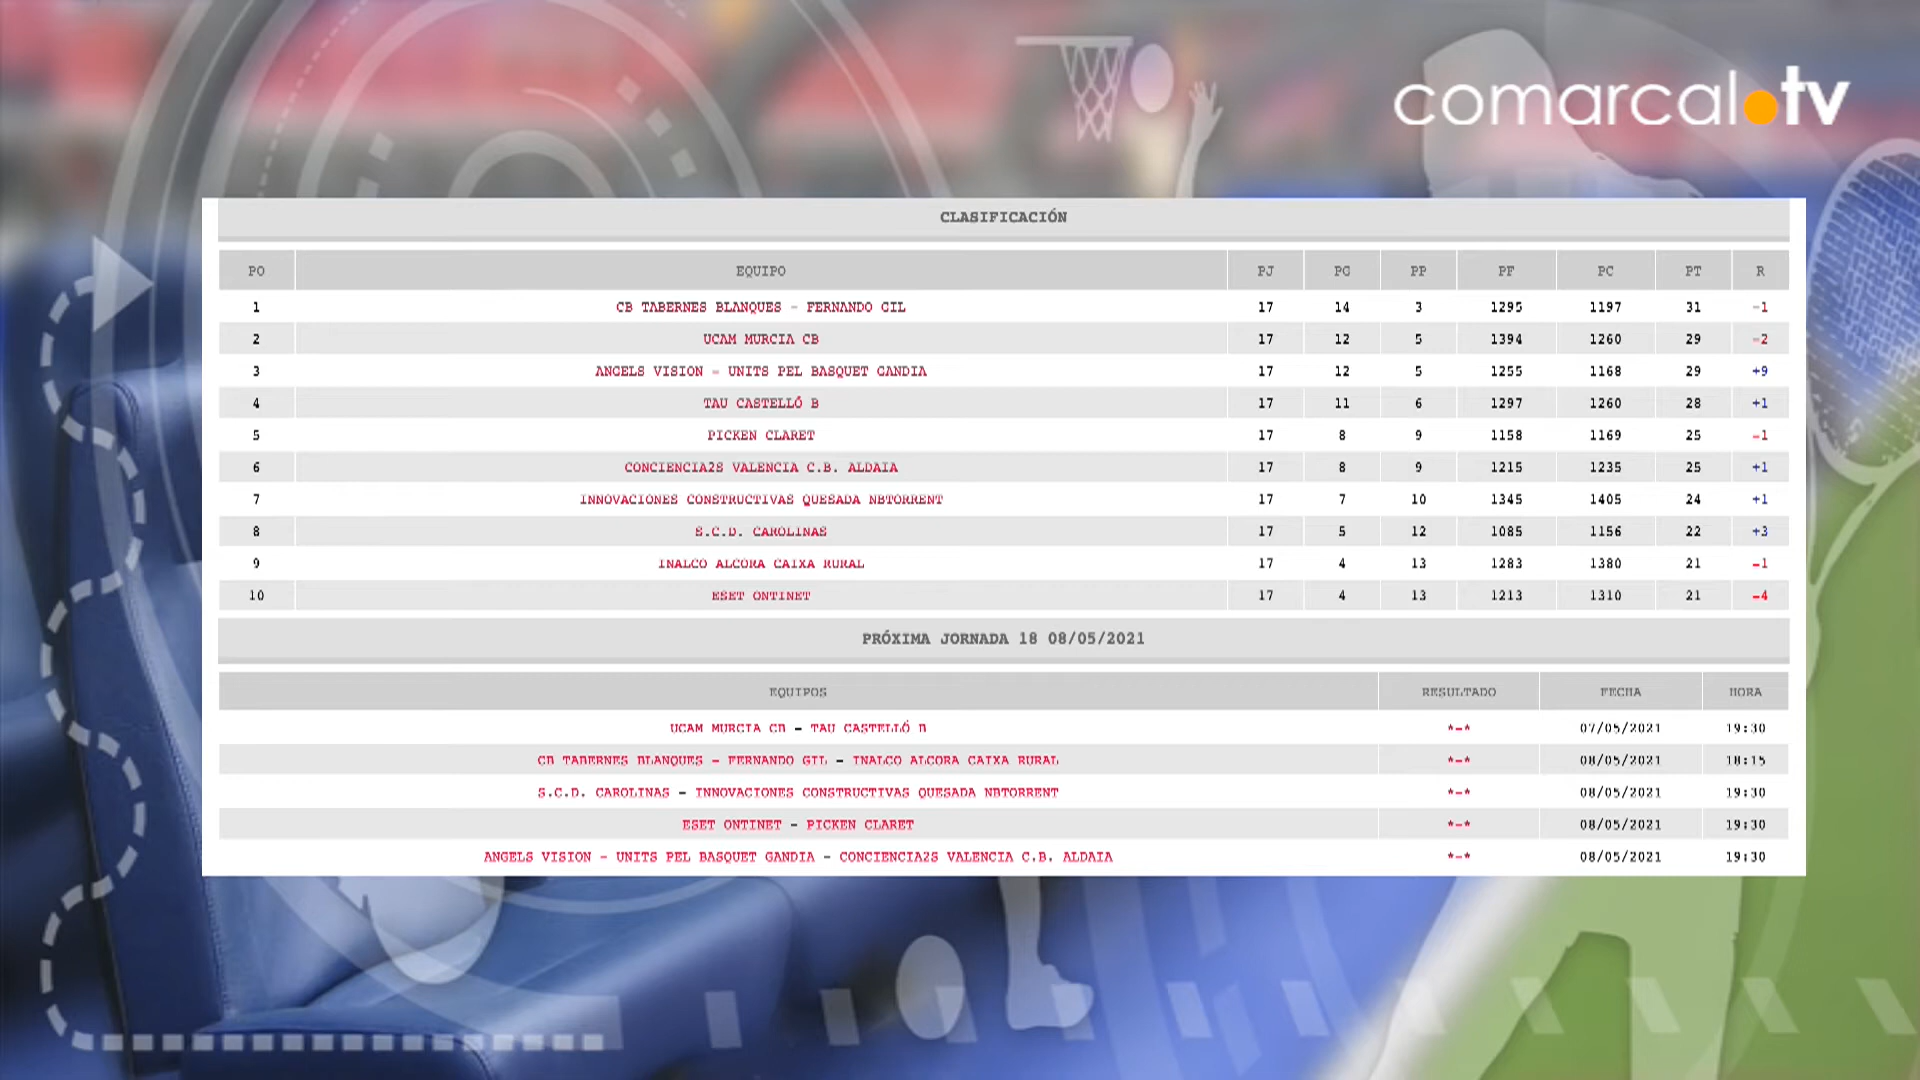 comarcal.tv
CLASIFICACIÓN
PO EQUIPO PJ PG PP PF PC PT R
1 CB TABERNES BLANQUES - FERNANDO GIL 17 14 3 1295 1197 31 -1
2 UCAM MURCIA CB 17 12 5 1394 1260 29 -2
3 ANGELS VISION - UNITS PEL BASQUET GANDIA 17 12 5 1255 1168 29 +9
4 TAU CASTELLÓ B 17 11 6 1297 1260 28 +1
5 PICKEN CLARET 17 8 9 1158 1169 25 -1
6 CONCIENCIA2S VALENCIA C.B. ALDAIA 17 8 9 1215 1235 25 +1
7 INNOVACIONES CONSTRUCTIVAS QUESADA NBTORRENT 17 7 10 1345 1405 24 +1
8 S.C.D. CAROLINAS 17 5 12 1085 1156 22 +3
9 INALCO ALCORA CAIXA RURAL 17 4 13 1283 1380 21 -1
10 ESET ONTINET 17 4 13 1213 1310 21 -4
PRÓXIMA JORNADA 18 08/05/2021
EQUIPOS RESULTADO FECHA HORA
UCAM MURCIA CB - TAU CASTELLÓ B *-* 07/05/2021 19:30
CB TABERNES BLANQUES - FERNANDO GIL - INALCO ALCORA CAIXA RURAL *-* 08/05/2021 18:15
S.C.D. CAROLINAS - INNOVACIONES CONSTRUCTIVAS QUESADA NBTORRENT *-* 08/05/2021 19:30
ESET ONTINET - PICKEN CLARET *-* 08/05/2021 19:30
ANGELS VISION - UNITS PEL BASQUET GANDIA - CONCIENCIA2S VALENCIA C.B. ALDAIA *-* 08/05/2021 19:30